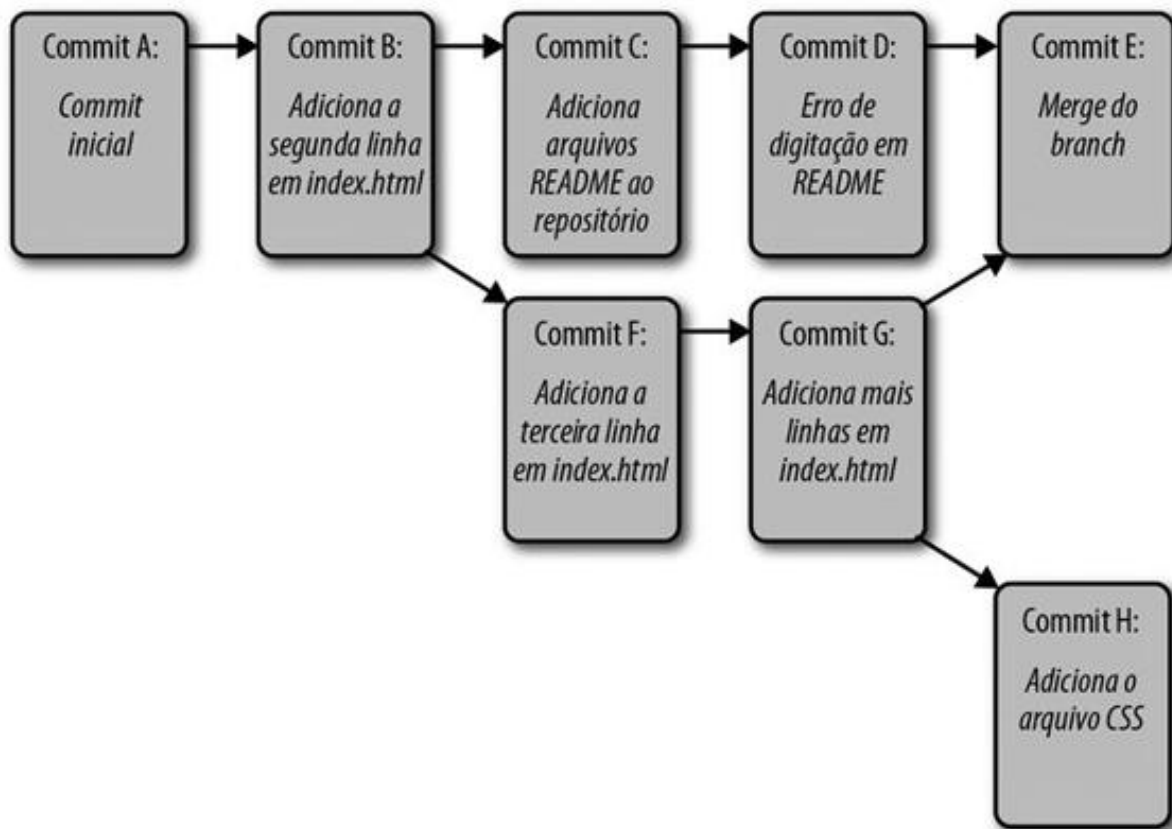 Commit A:
Commit
inicial
Commit B:
Adiciona a
segunda linha
em index.html
Commit C:
Adiciona
arquivos
README ao
repositório
Commit D:
Erro de
digitação em
README
Commit E:
Merge do
branch
Commit F:
Adiciona a
terceira linha
em index.html
Commit G:
Adiciona mais
linhas em
index.html
Commit H:
Adiciona o
arquivo CSS